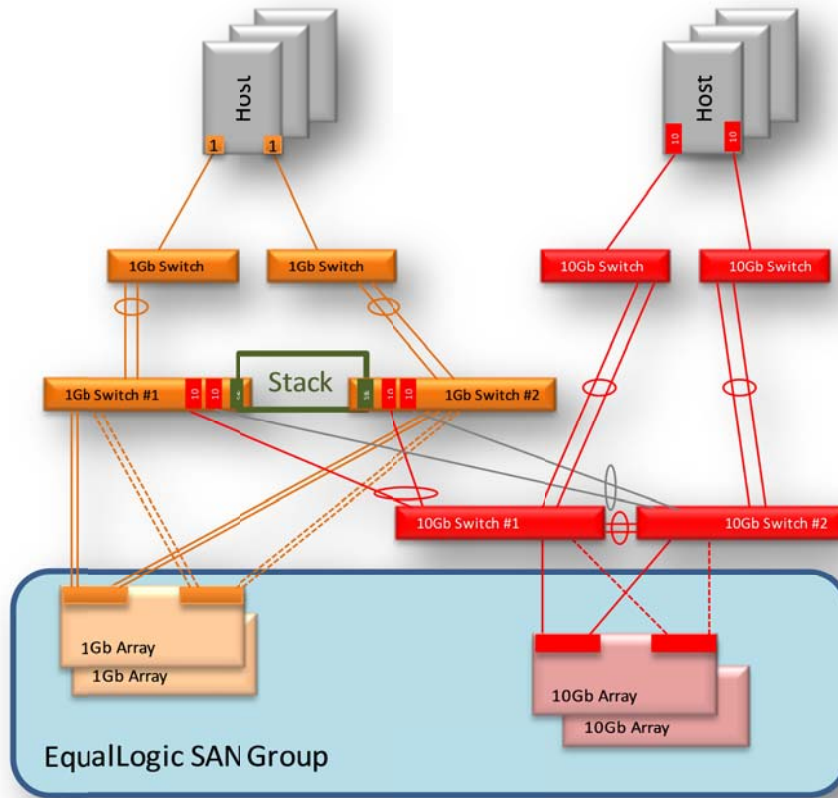 Host
Host
1
1
10
10
1Gb Switch
1Gb Switch
10Gb Switch
10Gb Switch
1Gb Switch #1
10
10
Stack
10
10
1Gb Switch #2
10Gb Switch #1
10Gb Switch #2
1Gb Array
1Gb Array
10Gb Array
10Gb Array
EqualLogic SAN Group